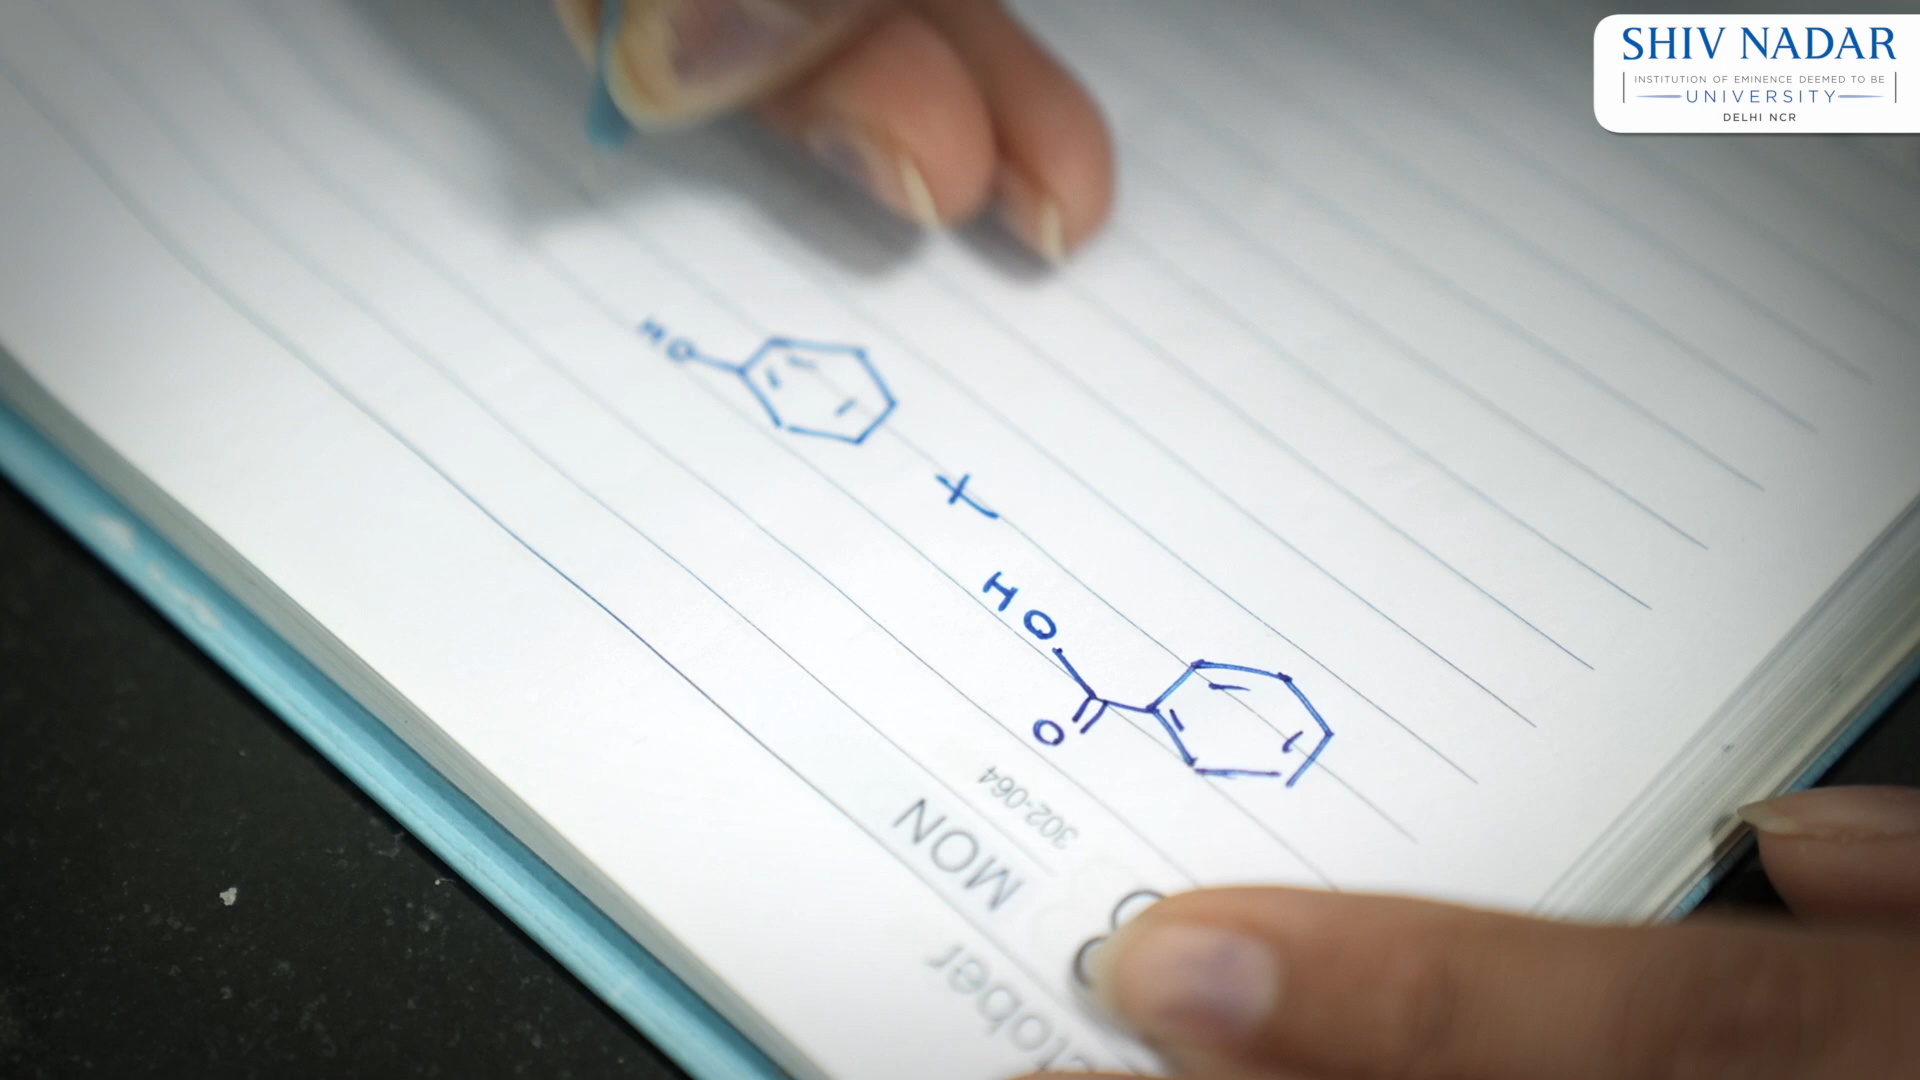 SHIV NADAR
INSTITUTION OF EMINENCE DEEMED TO BE
UNIVERSITY
DELHI NCR
HO
+
HO
O
302-064
MON